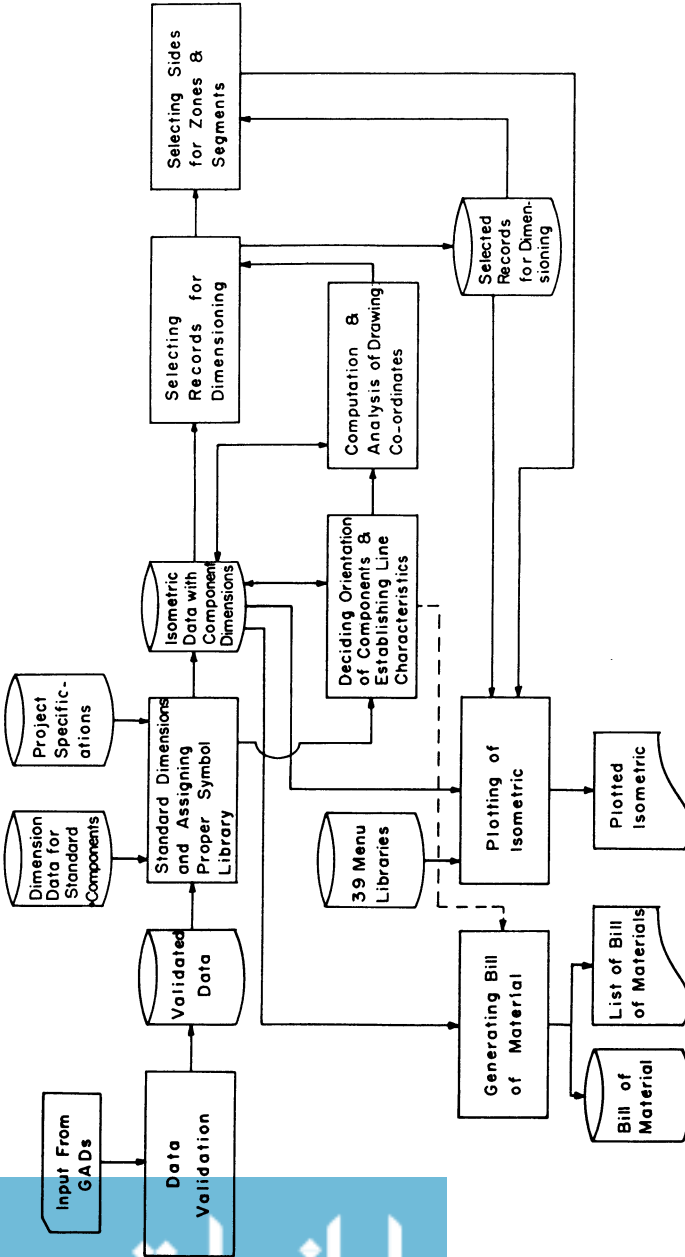 Input From
GADs
Dimension
Data for
Standard
Components
Project
Specific-
ations
Data
Validation
Validated
Data
Standard Dimensions
and Assigning
Proper Symbol
Library
Isometric
Data with
Component
Dimensions
Selecting
Records for
Dimensioning
Selecting Sides
for Zones &
Segments
39 Menu
Libraries
Deciding Orientation
of Components &
Establishing Line
Characteristics
Computation &
Analysis of Drawing
Co-ordinates
Generating Bill
of Material
Plotting of
Isometric
Selected
Records
for Dimen-
sioning
Bill of
Material
List of Bill
of Materials
Plotted
Isometric